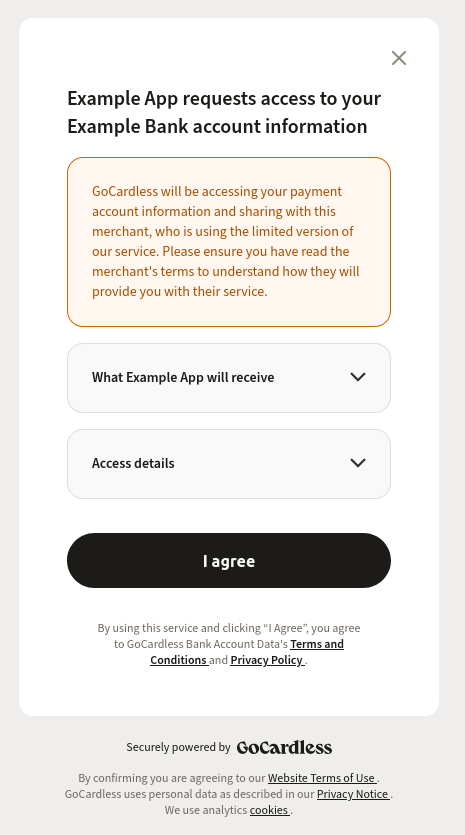 Example App requests access to your
Example Bank account information
GoCardless will be accessing your payment
account information and sharing with this
merchant, who is using the limited version of
our service. Please ensure you have read the
merchant's terms to understand how they will
provide you with their service.
What Example App will receive
Access details
I agree
By using this service and clicking “I Agree”, you agree
to GoCardless Bank Account Data's Terms and
Conditions and Privacy Policy .
Securely powered by GoCardless
By confirming you are agreeing to our Website Terms of Use .
GoCardless uses personal data as described in our Privacy Notice .
We use analytics cookies .